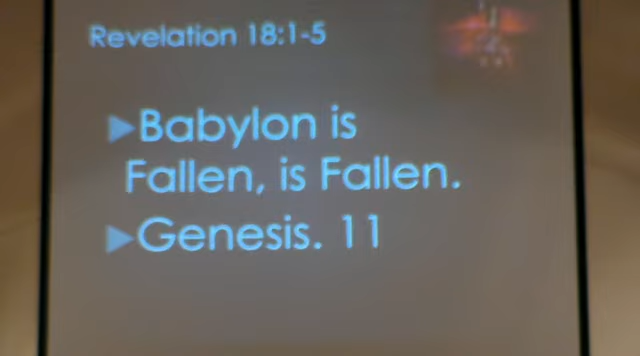 Revelation 18:1-5
Babylon is
Fallen, is Fallen.
Genesis. 11